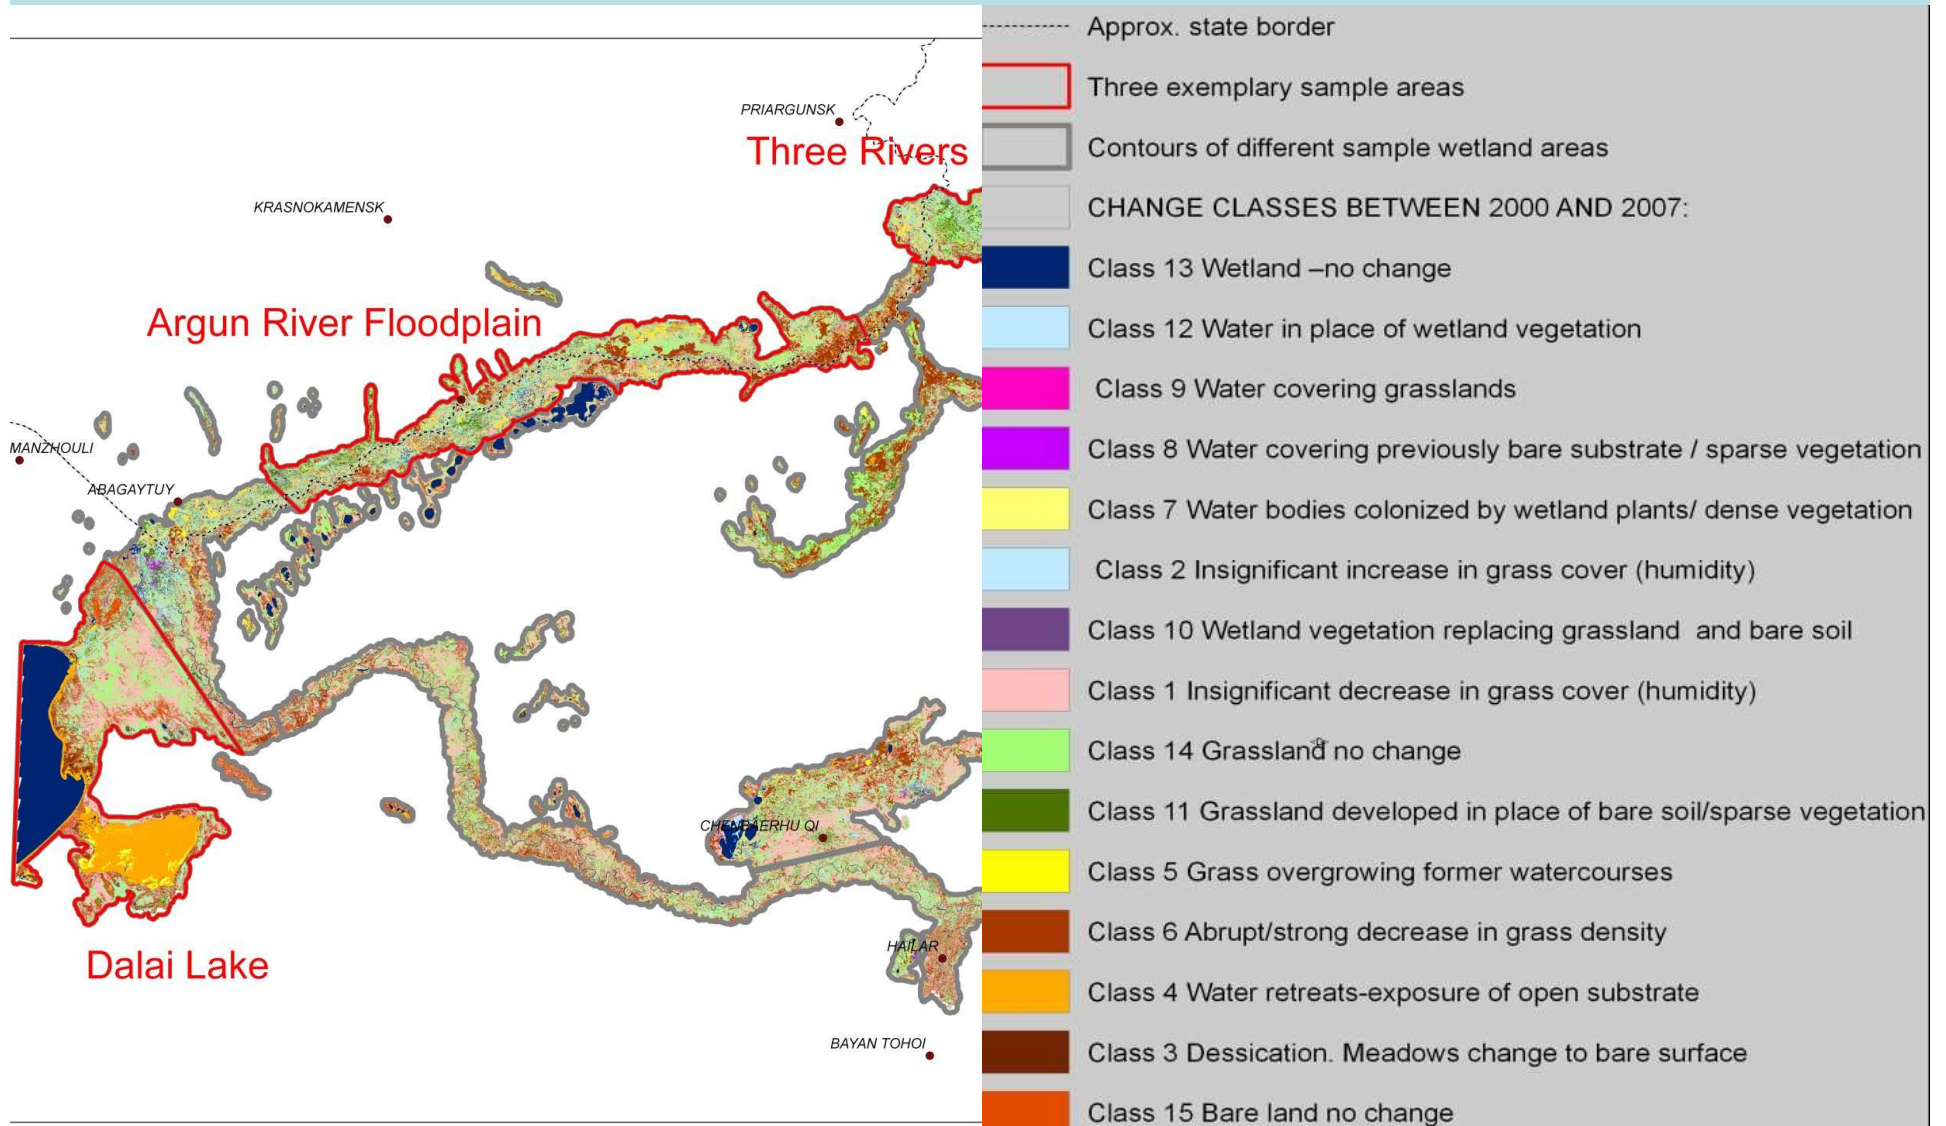 PRIARGUNSK
Three Rivers
KRASNOKAMENSK
Argun River Floodplain
MANZHOULI
ABAGAYTUY
CHENBAERHU QI
HAILAR
Dalai Lake
BAYAN TOHOI
Approx. state border
Three exemplary sample areas
Contours of different sample wetland areas
CHANGE CLASSES BETWEEN 2000 AND 2007:
Class 13 Wetland –no change
Class 12 Water in place of wetland vegetation
Class 9 Water covering grasslands
Class 8 Water covering previously bare substrate / sparse vegetation
Class 7 Water bodies colonized by wetland plants/ dense vegetation
Class 2 Insignificant increase in grass cover (humidity)
Class 10 Wetland vegetation replacing grassland and bare soil
Class 1 Insignificant decrease in grass cover (humidity)
Class 14 Grassland no change
Class 11 Grassland developed in place of bare soil/sparse vegetation
Class 5 Grass overgrowing former watercourses
Class 6 Abrupt/strong decrease in grass density
Class 4 Water retreats-exposure of open substrate
Class 3 Dessication. Meadows change to bare surface
Class 15 Bare land no change